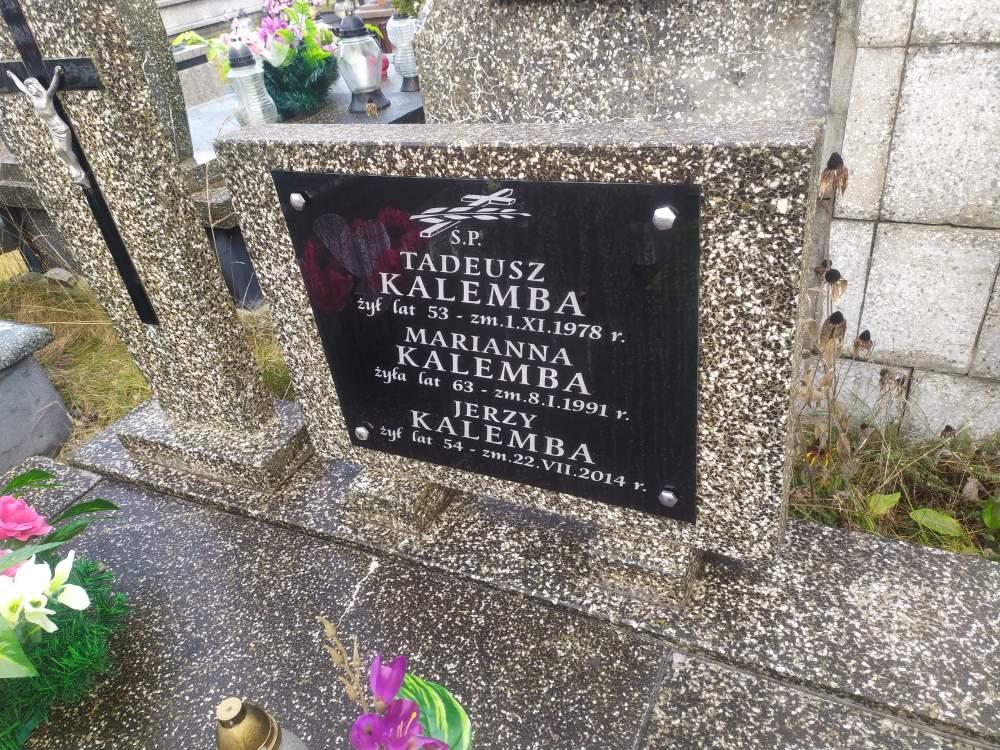 Ś.P.
TADEUSZ
KALEMBA
żył lat 53 - zm.1.XI.1978 r.
MARIANNA
KALEMBA
żyła lat 63 - zm.8.I.1991 r.
JERZY
KALEMBA
żył lat 54 - zm.22.VII.2014 r.